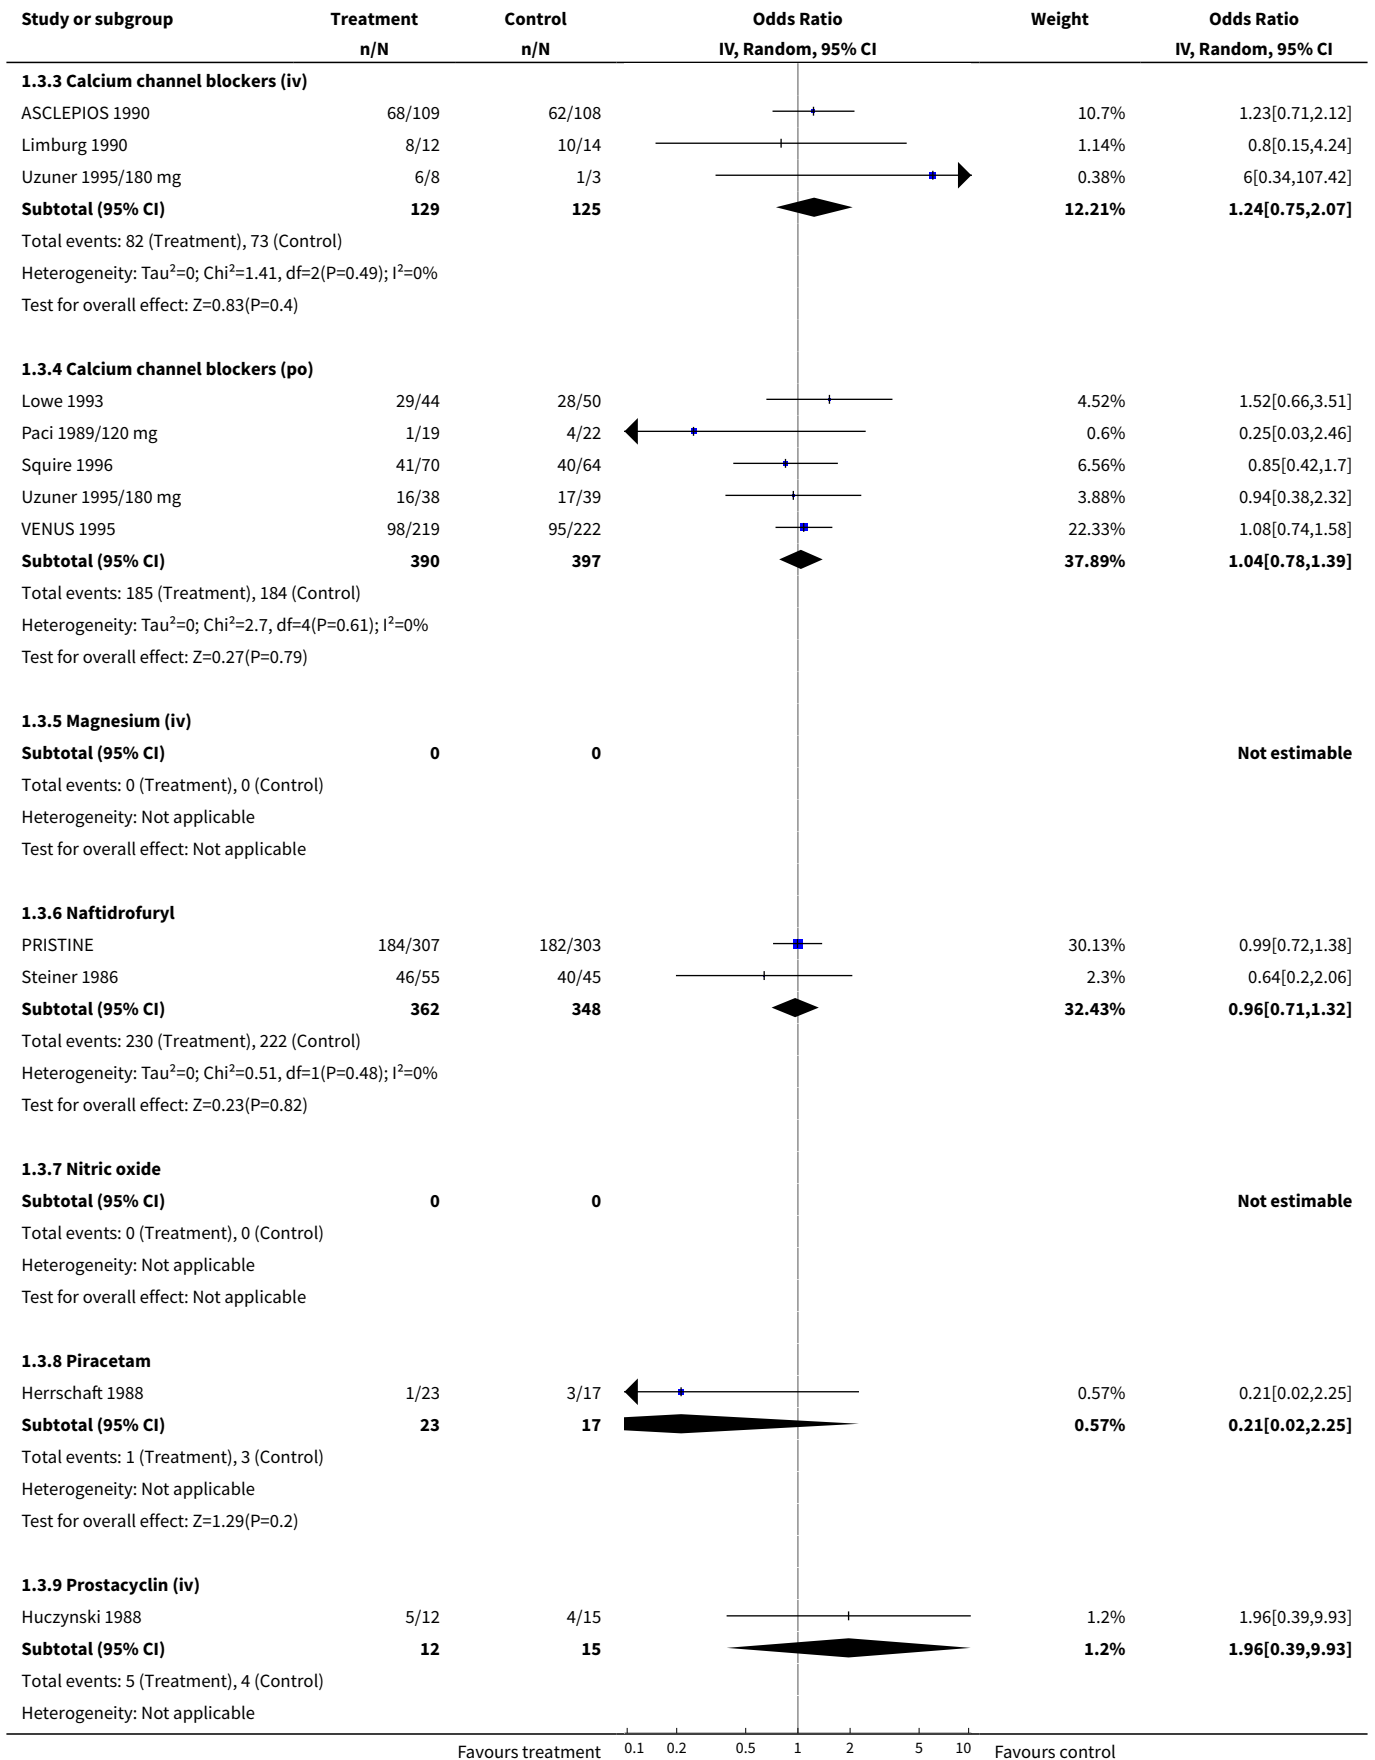 Study or subgroup Treatment Control Odds Ratio Weight Odds Ratio
n/N n/N IV, Random, 95% CI IV, Random, 95% CI
1.3.3 Calcium channel blockers (iv)
ASCLEPIOS 1990 68/109 62/108 10.7% 1.23[0.71,2.12]
Limburg 1990 8/12 10/14 1.14% 0.8[0.15,4.24]
Uzuner 1995/180 mg 6/8 1/3 0.38% 6[0.34,107.42]
Subtotal (95% CI) 129 125 12.21% 1.24[0.75,2.07]
Total events: 82 (Treatment), 73 (Control)
Heterogeneity: Tau²=0; Chi²=1.41, df=2(P=0.49); I²=0%
Test for overall effect: Z=0.83(P=0.4)
1.3.4 Calcium channel blockers (po)
Lowe 1993 29/44 28/50 4.52% 1.52[0.66,3.51]
Paci 1989/120 mg 1/19 4/22 0.6% 0.25[0.03,2.46]
Squire 1996 41/70 40/64 6.56% 0.85[0.42,1.7]
Uzuner 1995/180 mg 16/38 17/39 3.88% 0.94[0.38,2.32]
VENUS 1995 98/219 95/222 22.33% 1.08[0.74,1.58]
Subtotal (95% CI) 390 397 37.89% 1.04[0.78,1.39]
Total events: 185 (Treatment), 184 (Control)
Heterogeneity: Tau²=0; Chi²=2.7, df=4(P=0.61); I²=0%
Test for overall effect: Z=0.27(P=0.79)
1.3.5 Magnesium (iv)
Subtotal (95% CI) 0 0 Not estimable
Total events: 0 (Treatment), 0 (Control)
Heterogeneity: Not applicable
Test for overall effect: Not applicable
1.3.6 Naftidrofuryl
PRISTINE 184/307 182/303 30.13% 0.99[0.72,1.38]
Steiner 1986 46/55 40/45 2.3% 0.64[0.2,2.06]
Subtotal (95% CI) 362 348 32.43% 0.96[0.71,1.32]
Total events: 230 (Treatment), 222 (Control)
Heterogeneity: Tau²=0; Chi²=0.51, df=1(P=0.48); I²=0%
Test for overall effect: Z=0.23(P=0.82)
1.3.7 Nitric oxide
Subtotal (95% CI) 0 0 Not estimable
Total events: 0 (Treatment), 0 (Control)
Heterogeneity: Not applicable
Test for overall effect: Not applicable
1.3.8 Piracetam
Herrschaft 1988 1/23 3/17 0.57% 0.21[0.02,2.25]
Subtotal (95% CI) 23 17 0.57% 0.21[0.02,2.25]
Total events: 1 (Treatment), 3 (Control)
Heterogeneity: Not applicable
Test for overall effect: Z=1.29(P=0.2)
1.3.9 Prostacyclin (iv)
Huczynski 1988 5/12 4/15 1.2% 1.96[0.39,9.93]
Subtotal (95% CI) 12 15 1.2% 1.96[0.39,9.93]
Total events: 5 (Treatment), 4 (Control)
Heterogeneity: Not applicable
Favours treatment 0.1 0.2 0.5 1 2 5 10 Favours control